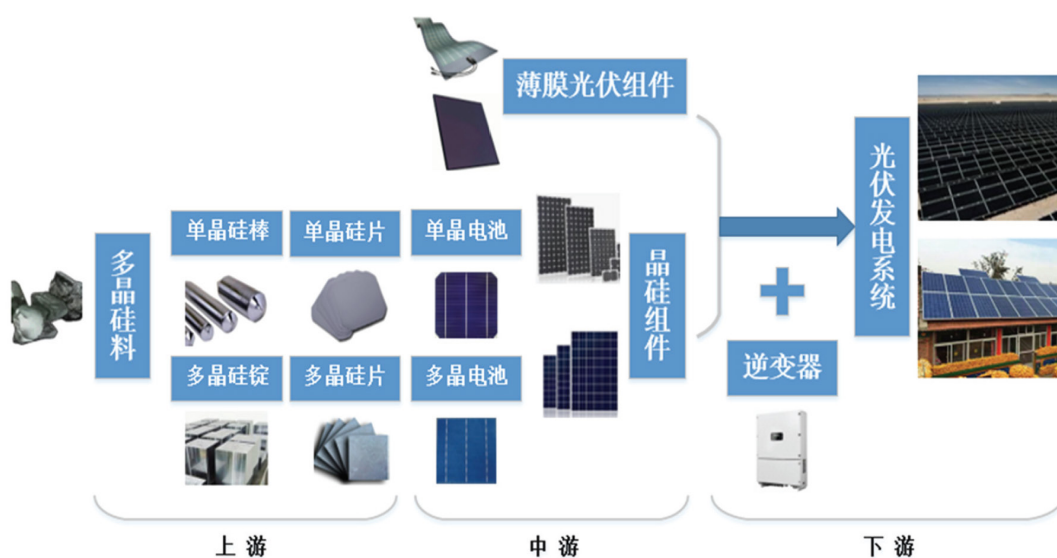 薄膜光伏组件
多晶硅料
单晶硅棒
单晶硅片
单晶电池
多晶硅锭
多晶硅片
多晶电池
晶硅组件
逆变器
光伏发电系统
上游
中游
下游